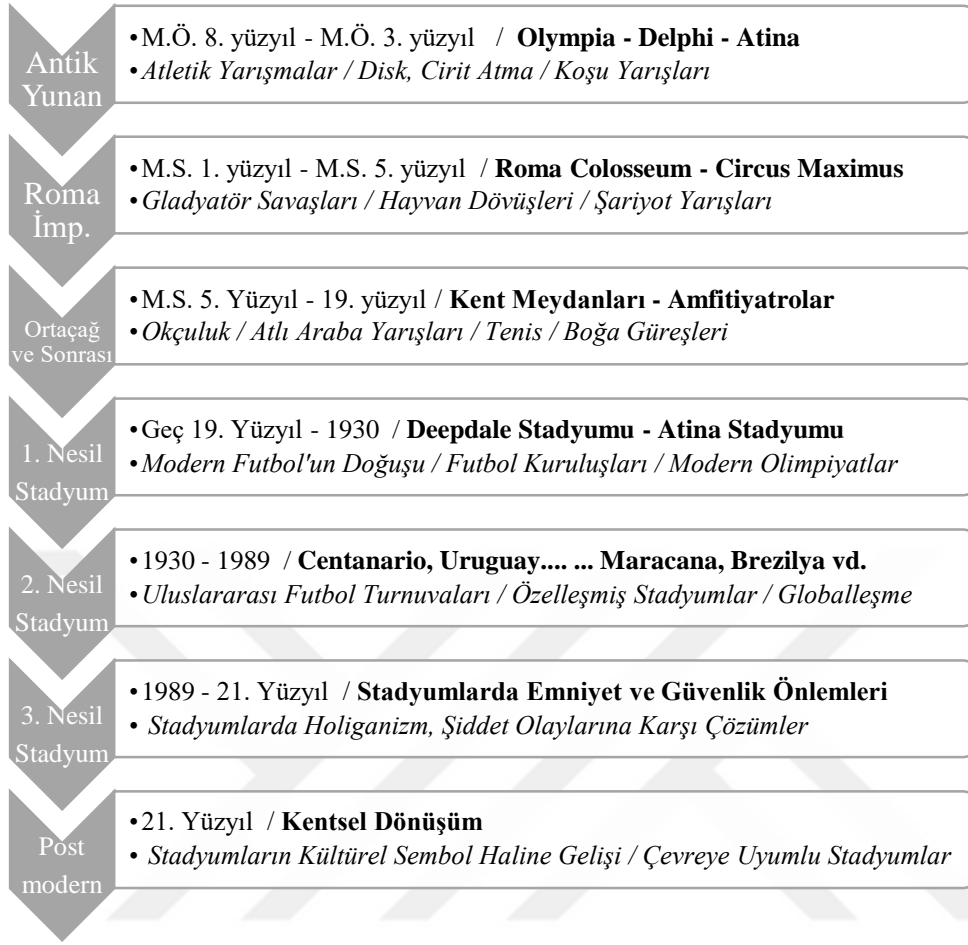 Antik
Yunan
•M.Ö. 8. yüzyıl - M.Ö. 3. yüzyıl / Olympia - Delphi - Atina
•Atletik Yarışmalar / Disk, Cirit Atma / Koşu Yarışları
Roma
İmp.
•M.S. 1. yüzyıl - M.S. 5. yüzyıl / Roma Colosseum - Circus Maximus
•Gladyatör Savaşları / Hayvan Dövüşleri / Şariyot Yarışları
Ortaçağ
ve Sonrası
•M.S. 5. Yüzyıl - 19. yüzyıl / Kent Meydanları - Amfitiyatrolar
•Okçuluk / Atlı Araba Yarışları / Tenis / Boğa Güreşleri
1. Nesil
Stadyum
•Geç 19. Yüzyıl - 1930 / Deepdale Stadyumu - Atina Stadyumu
•Modern Futbol'un Doğuşu / Futbol Kuruluşları / Modern Olimpiyatlar
2. Nesil
Stadyum
•1930 - 1989 / Centanario, Uruguay.... ... Maracana, Brezilya vd.
•Uluslararası Futbol Turnuvaları / Özelleşmiş Stadyumlar / Globalleşme
3. Nesil
Stadyum
•1989 - 21. Yüzyıl / Stadyumlarda Emniyet ve Güvenlik Önlemleri
• Stadyumlarda Holiganizm, Şiddet Olaylarına Karşı Çözümler
Post
modern
•21. Yüzyıl / Kentsel Dönüşüm
• Stadyumların Kültürel Sembol Haline Gelişi / Çevreye Uyumlu Stadyumlar